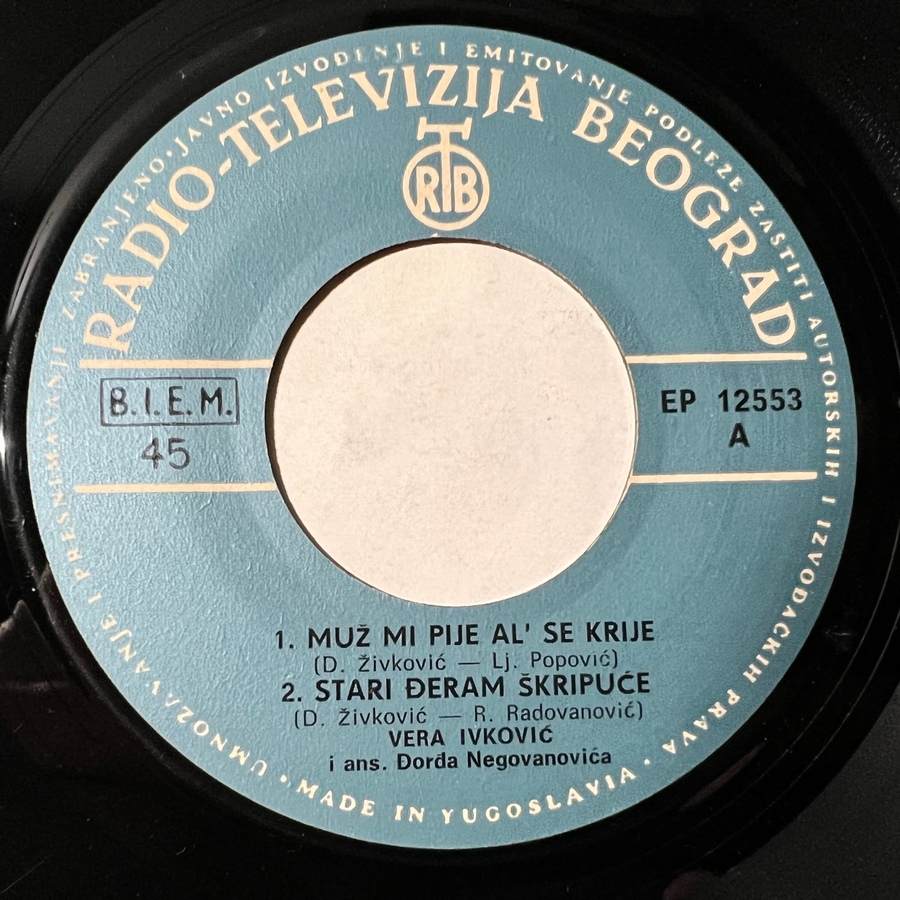 UMNOŽAVANJE I PRESNIMAVANJE ZABRANJENO. JAVNO IZVOĐENJE I EMITOVANJE PODLEŽE ZAŠTITI AUTORSKIH I IZVOĐAČKIH PRAVA
RADIO-TELEVIZIJA BEOGRAD
RTB
B.I.E.M.
45
EP 12553
A
1. MUŽ MI PIJE AL' SE KRIJE
(D. Živković — Lj. Popović)
2. STARI ĐERAM ŠKRIPUĆE
(D. Živković — R. Radovanović)
VERA IVKOVIĆ
i ans. Đorđa Negovanovića
• MADE IN YUGOSLAVIA •